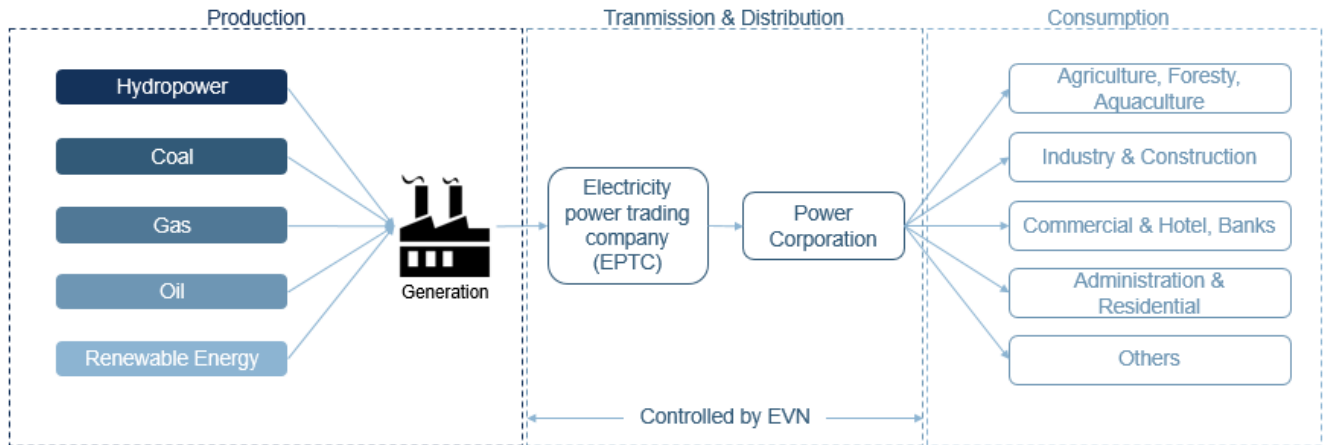 Production
Tranmission & Distribution
Consumption
Hydropower
Coal
Gas
Oil
Renewable Energy
Generation
Electricity
power trading
company
(EPTC)
Power
Corporation
Agriculture, Foresty,
Aquaculture
Industry & Construction
Commercial & Hotel, Banks
Administration &
Residential
Others
Controlled by EVN